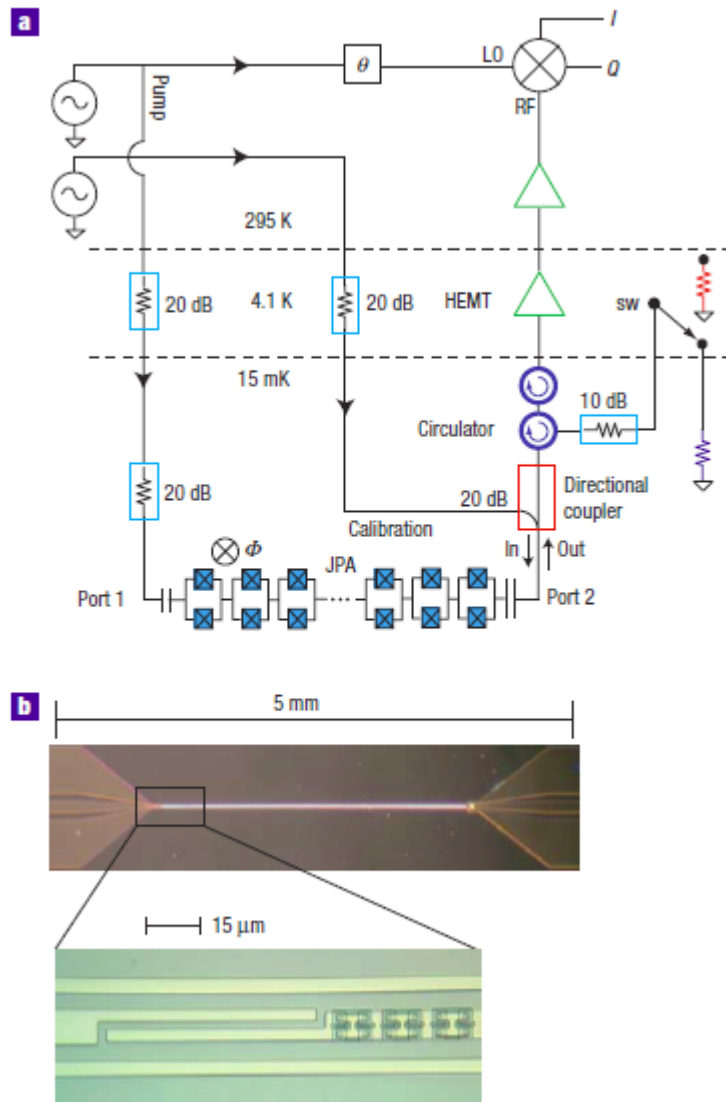 a
I
LO
θ
Q
RF
Pump
295 K
20 dB
4.1 K
20 dB
HEMT
sw
15 mK
10 dB
Circulator
20 dB
20 dB
Directional
coupler
Calibration
In
Out
Φ
JPA
Port 1
Port 2
b
5 mm
15 μm